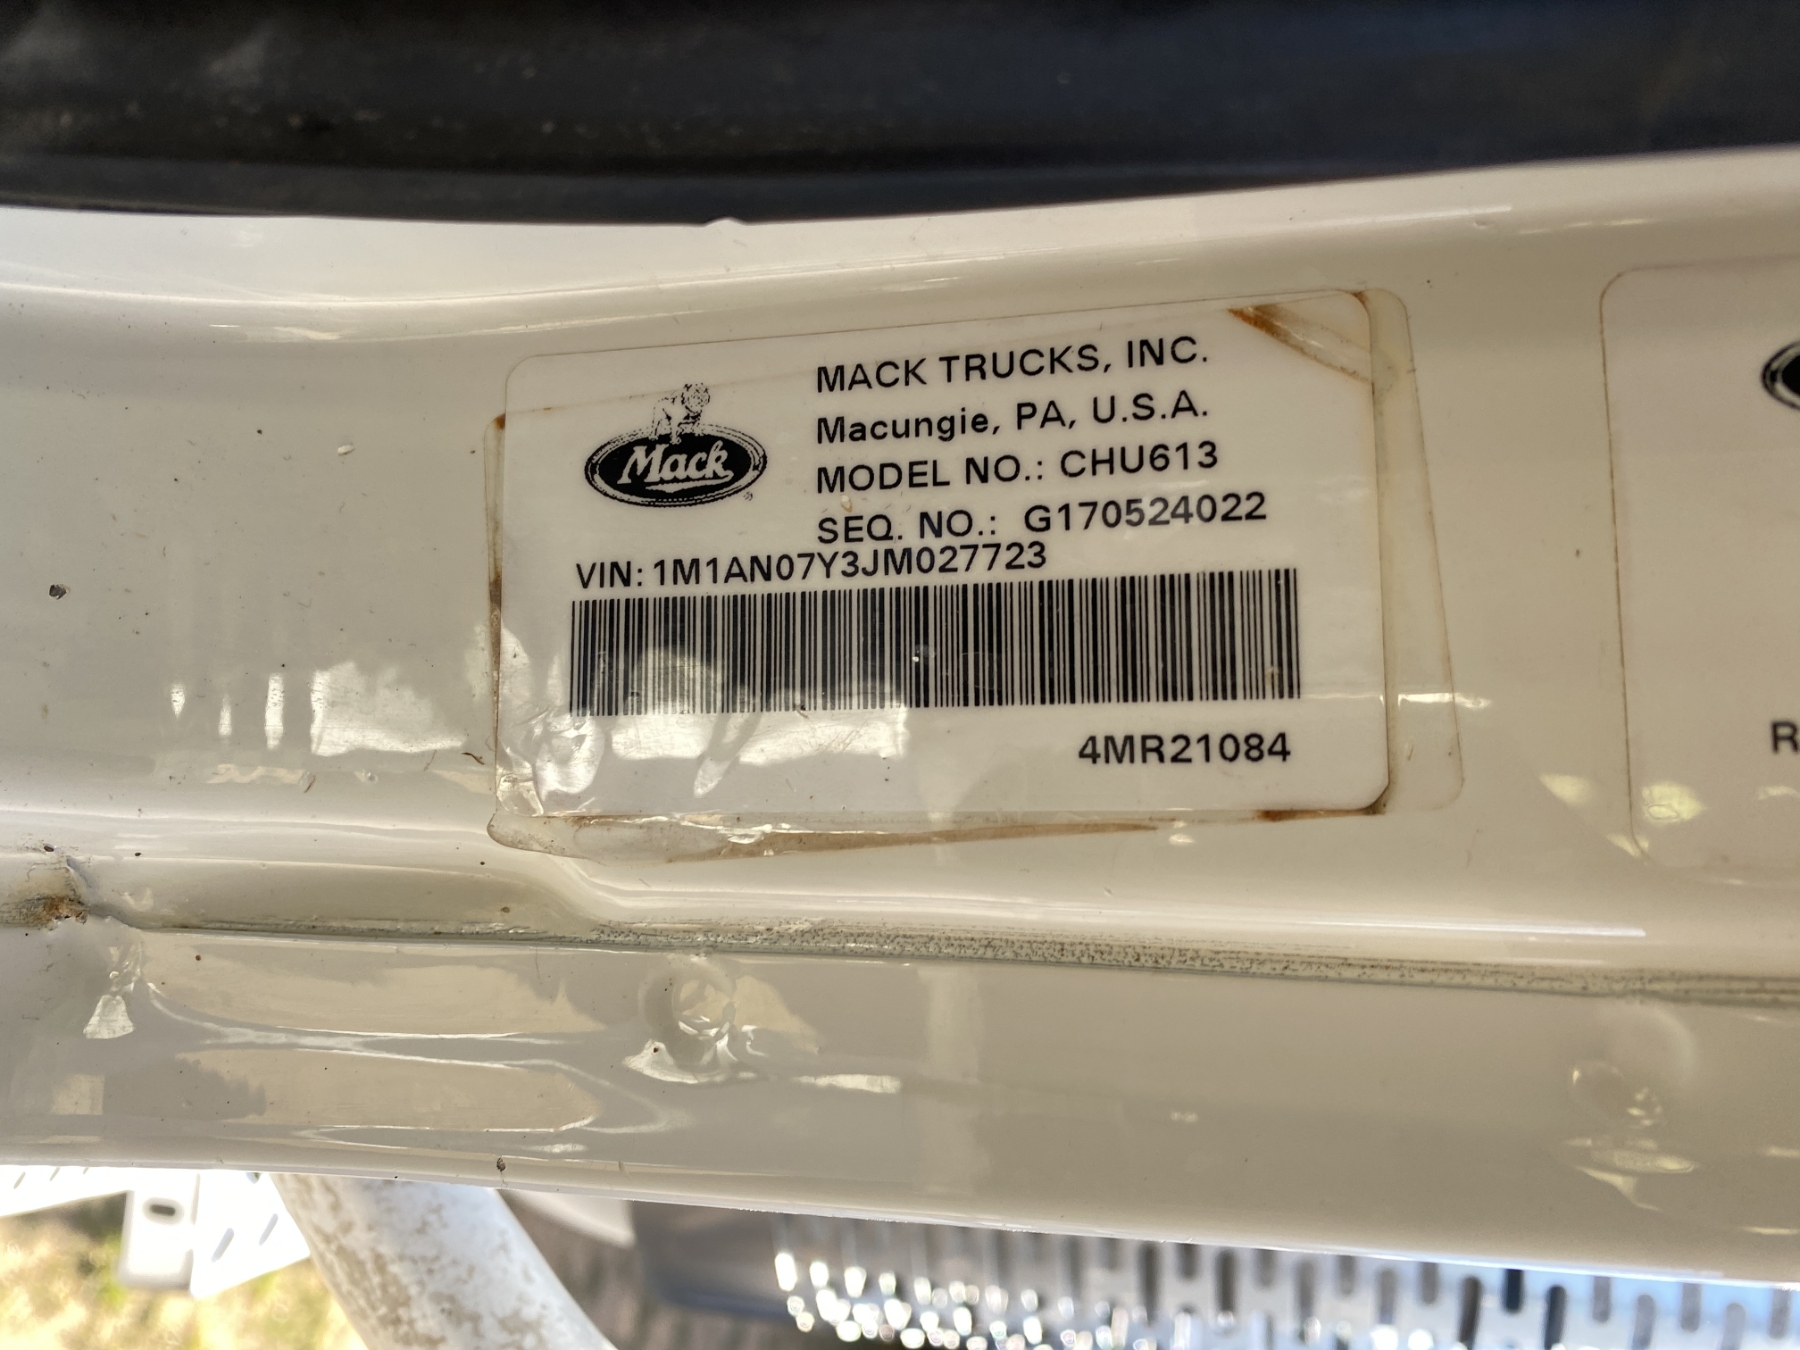 Mack
MACK TRUCKS, INC.
Macungie, PA, U.S.A.
MODEL NO.: CHU613
SEQ. NO.: G170524022
VIN: 1M1AN07Y3JM027723
4MR21084
R